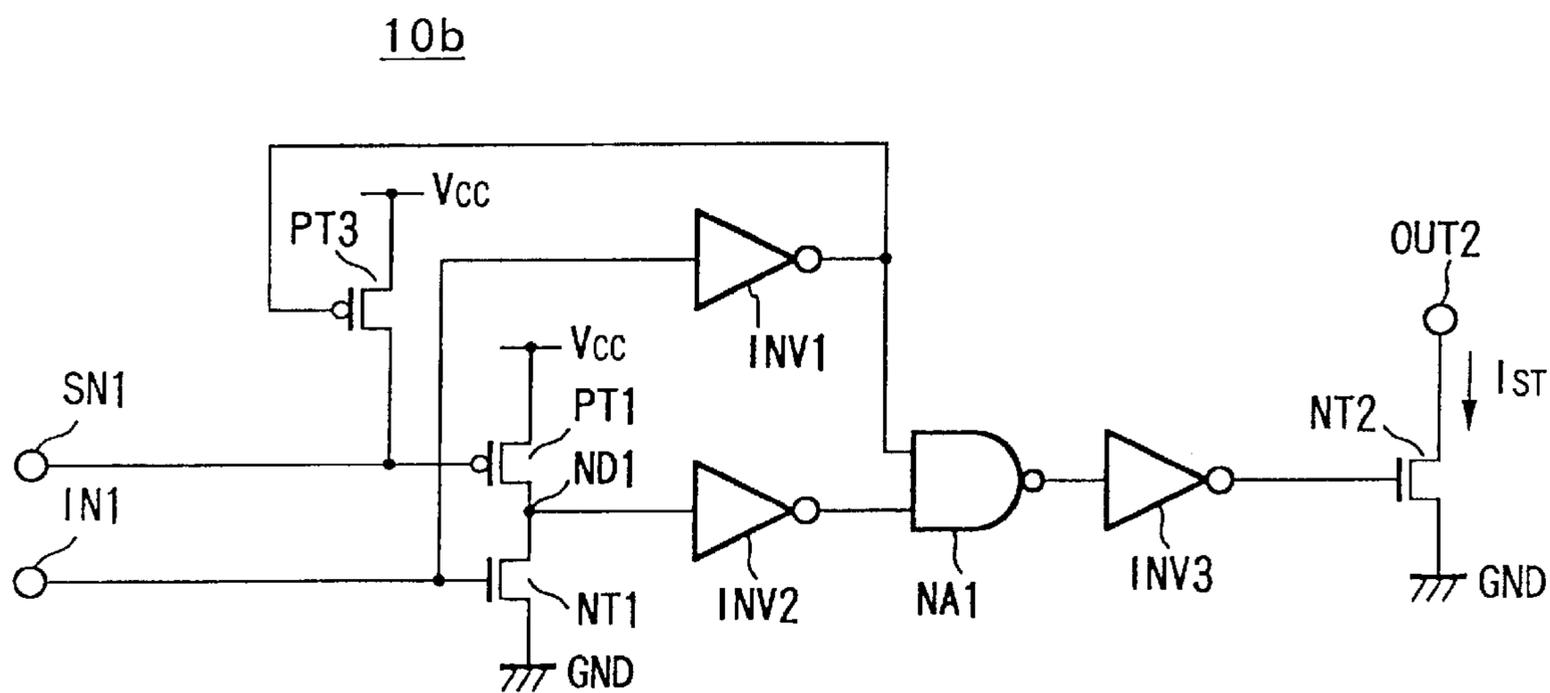 10b
VCC
PT3
OUT2
INV1
VCC
IST
SN1
PT1
NT2
ND1
IN1
INV2
NA1
INV3
GND
NT1
GND